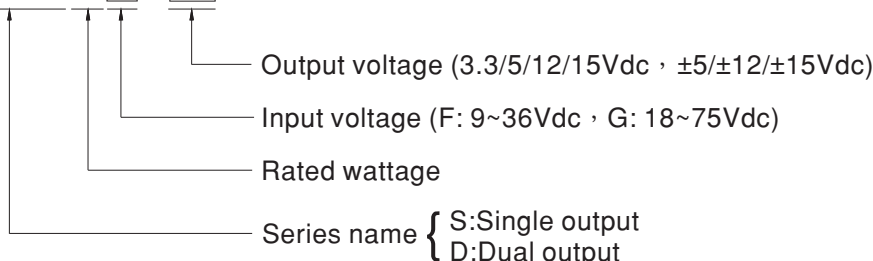 Output voltage (3.3/5/12/15Vdc，±5/±12/±15Vdc)
Input voltage (F: 9~36Vdc，G: 18~75Vdc)
Rated wattage
Series name { S:Single output
D:Dual output